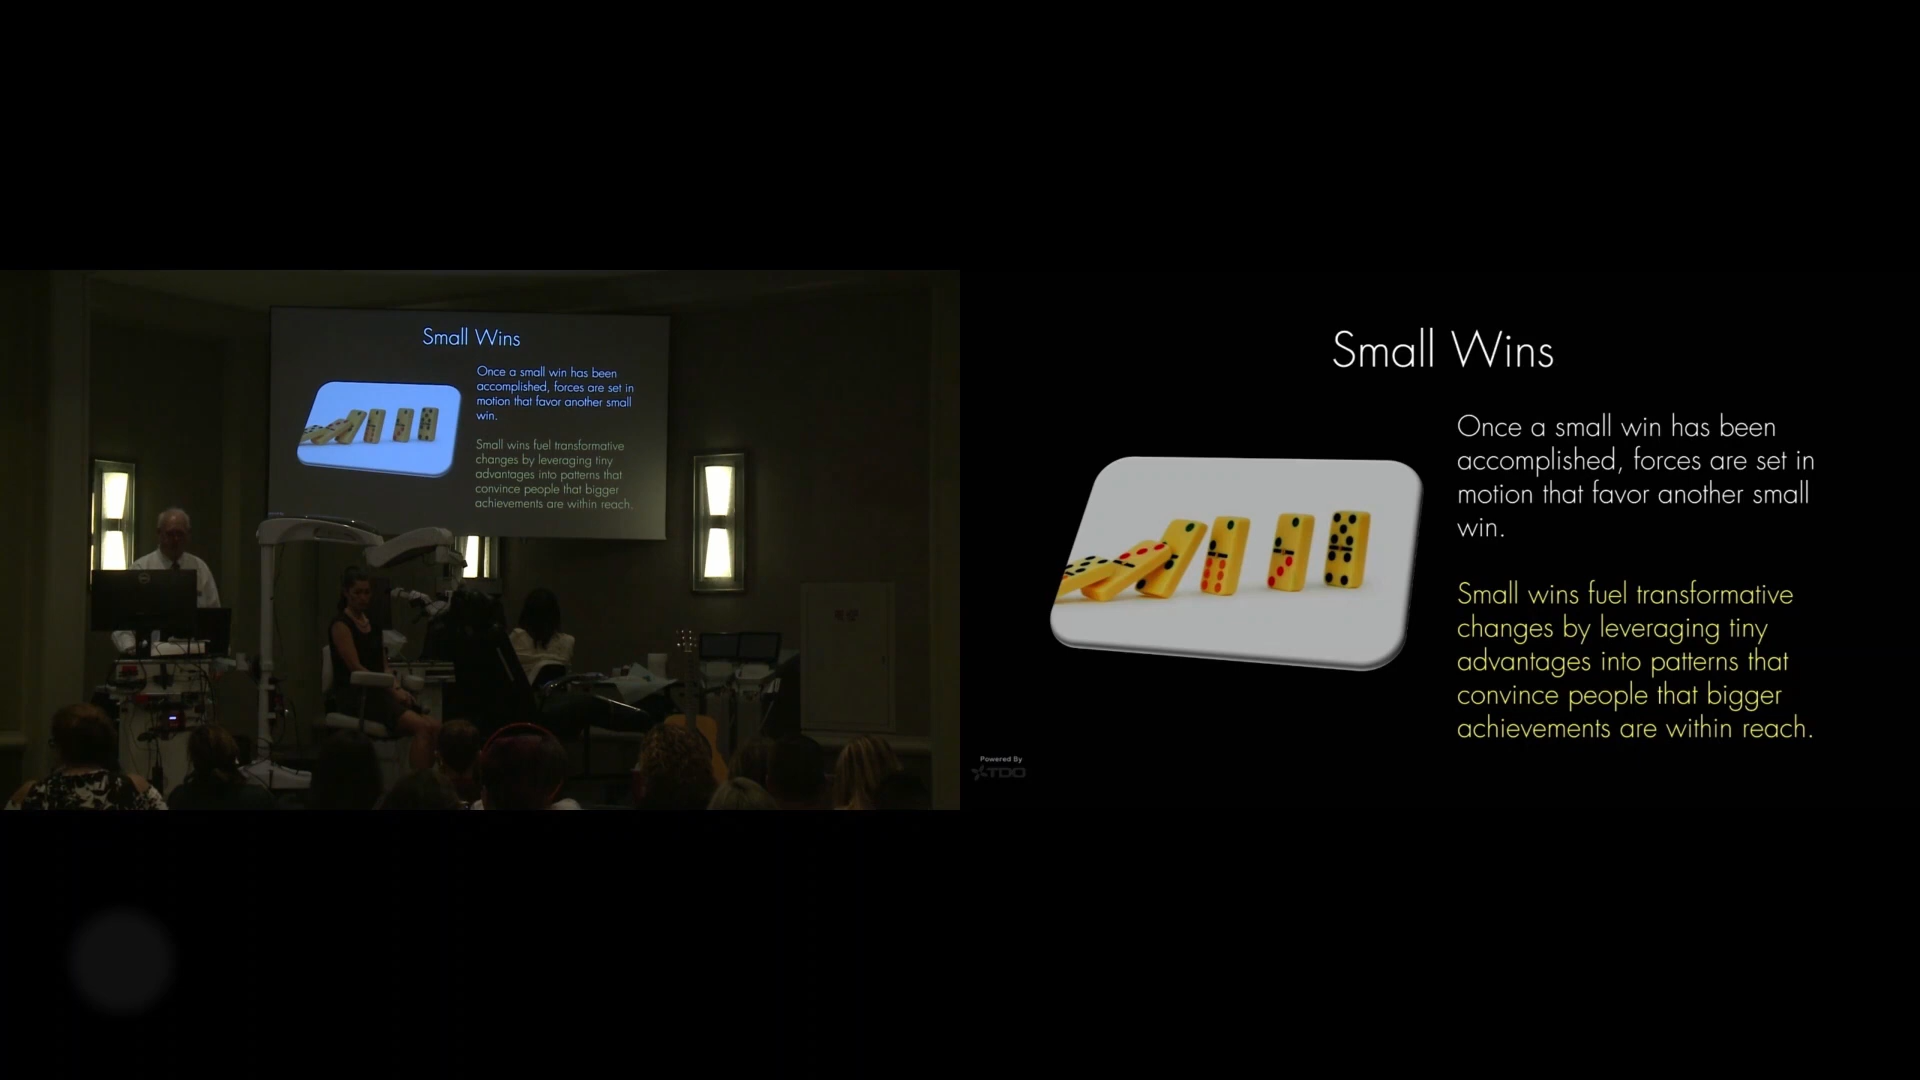 Small Wins
Once a small win has been
accomplished, forces are set in
motion that favor another small
win.
Small wins fuel transformative
changes by leveraging tiny
advantages into patterns that
convince people that bigger
achievements are within reach.
Small Wins
Once a small win has been
accomplished, forces are set in
motion that favor another small
win.
Small wins fuel transformative
changes by leveraging tiny
advantages into patterns that
convince people that bigger
achievements are within reach.
Powered By
TDO